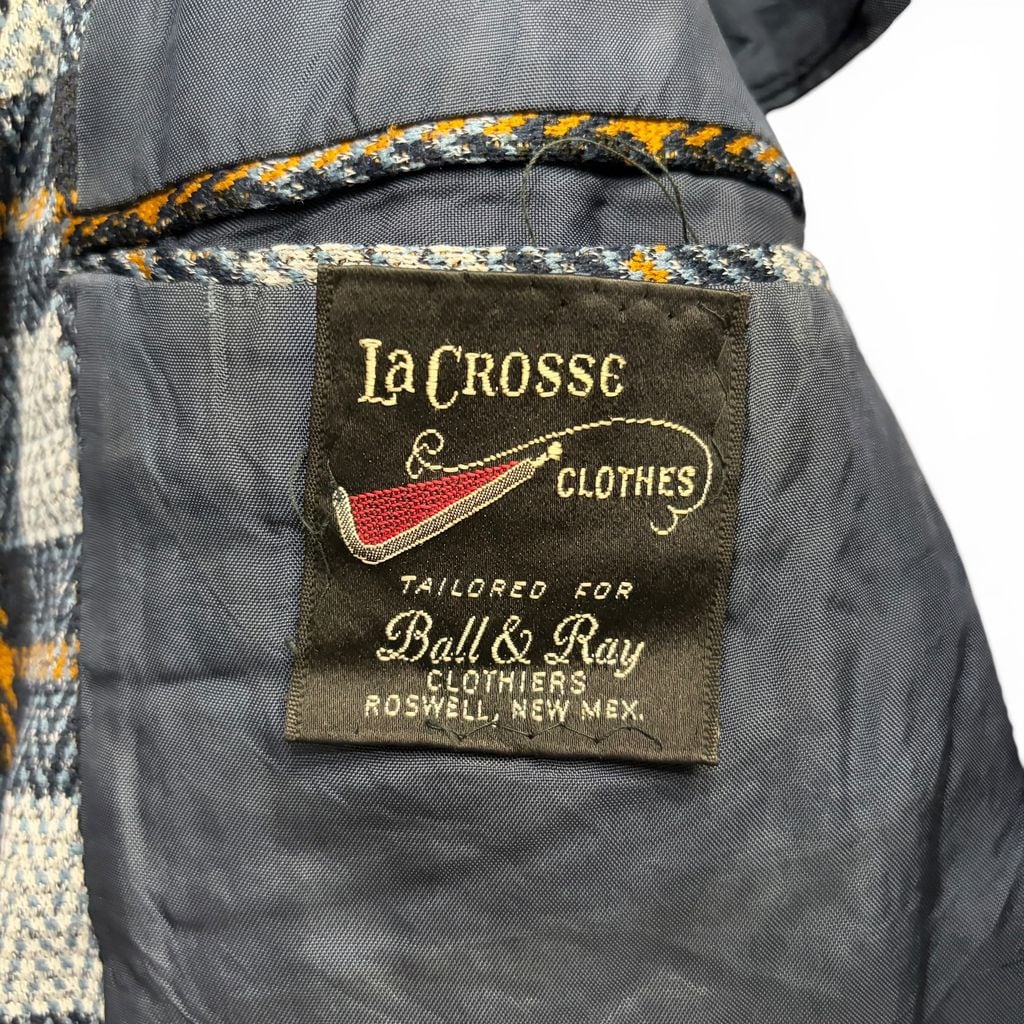 LaCrosse
CLOTHES
TAILORED FOR
Ball & Ray
CLOTHIERS
ROSWELL, NEW MEX.